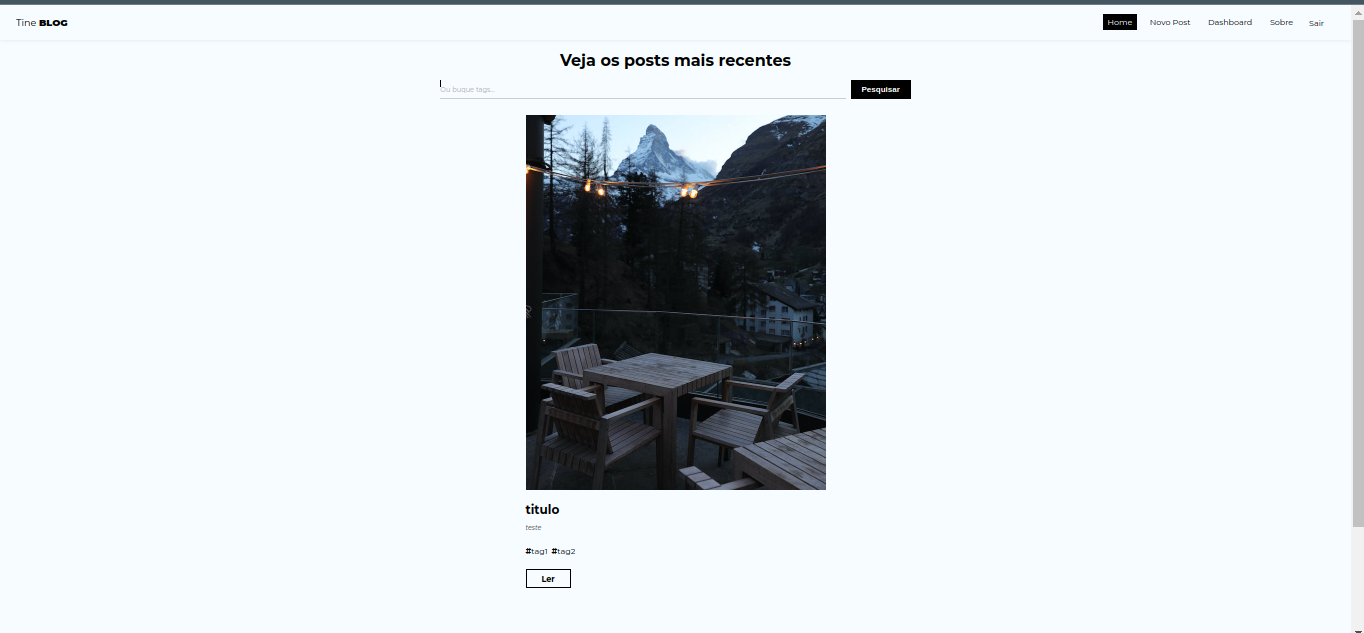 Tine BLOG
Home Novo Post Dashboard Sobre Sair
Veja os posts mais recentes
Ou buque tags...
Pesquisar
titulo
teste
#tag1 #tag2
Ler